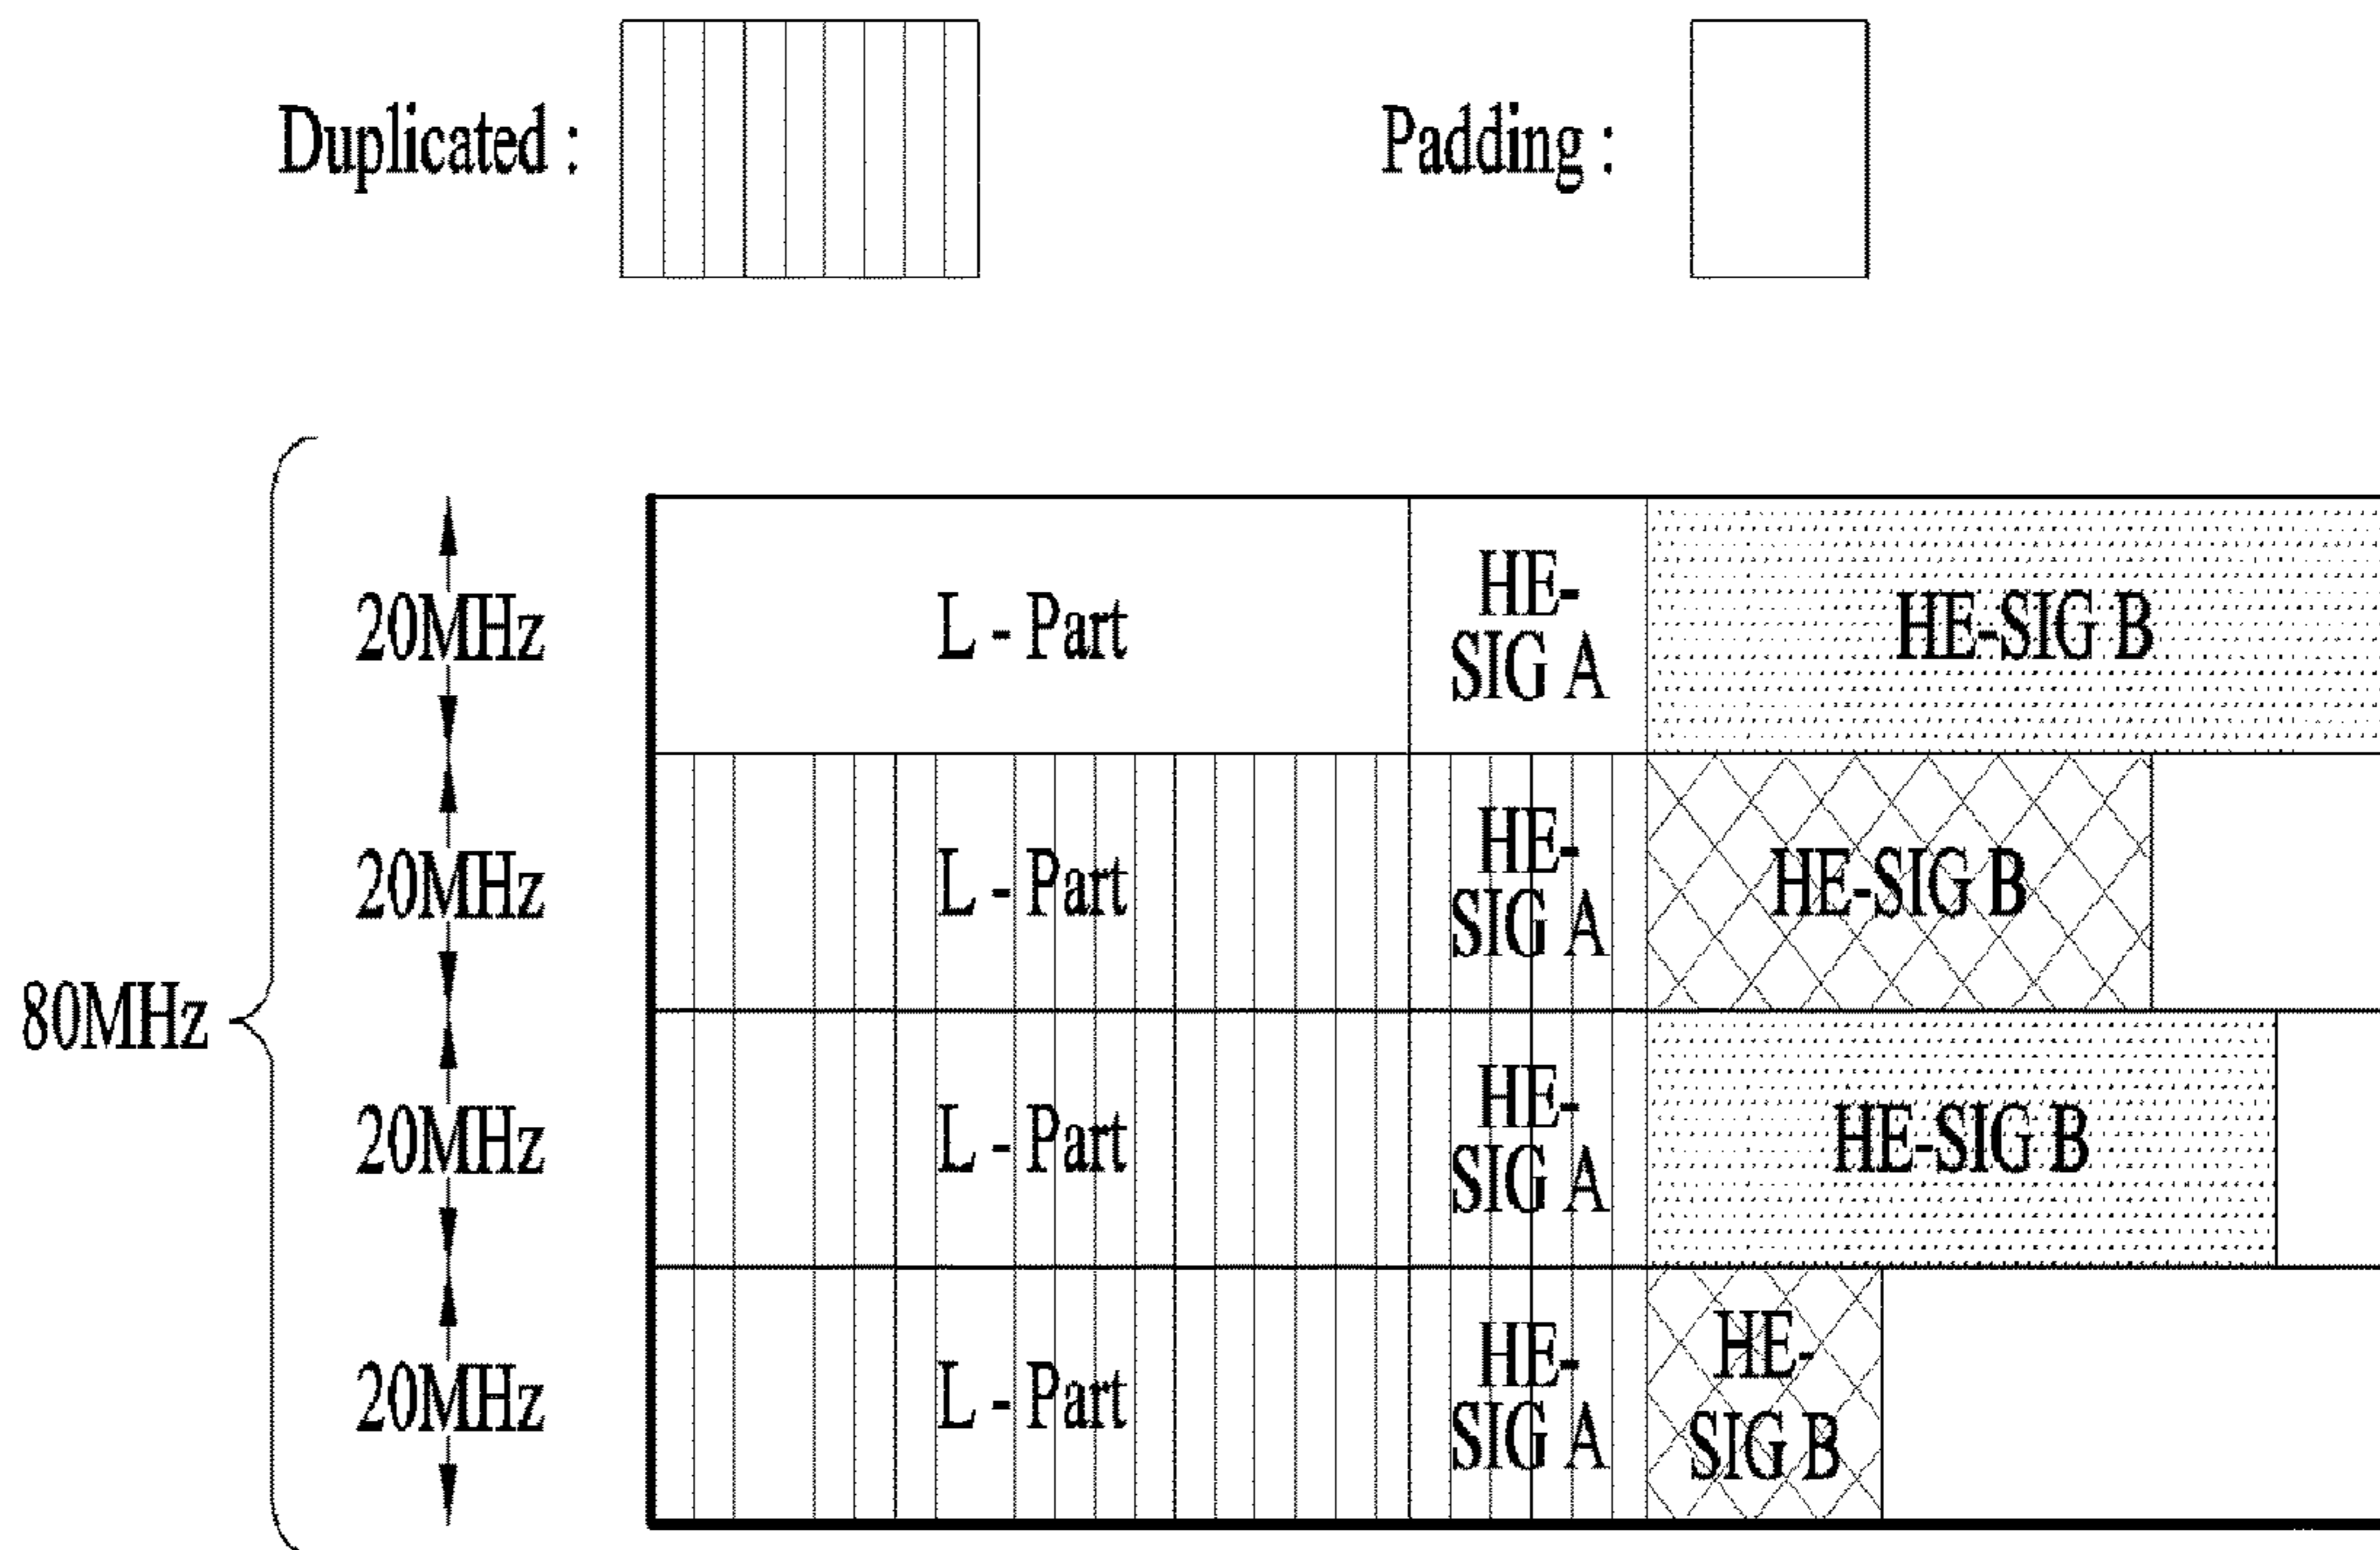 Duplicated :
Padding :
80MHz
20MHz
L - Part
HE-
SIG A
HE-SIG B
20MHz
L - Part
HE-
SIG A
HE-SIG B
20MHz
L - Part
HE-
SIG A
HE-SIG B
20MHz
L - Part
HE-
SIG A
HE-
SIG B